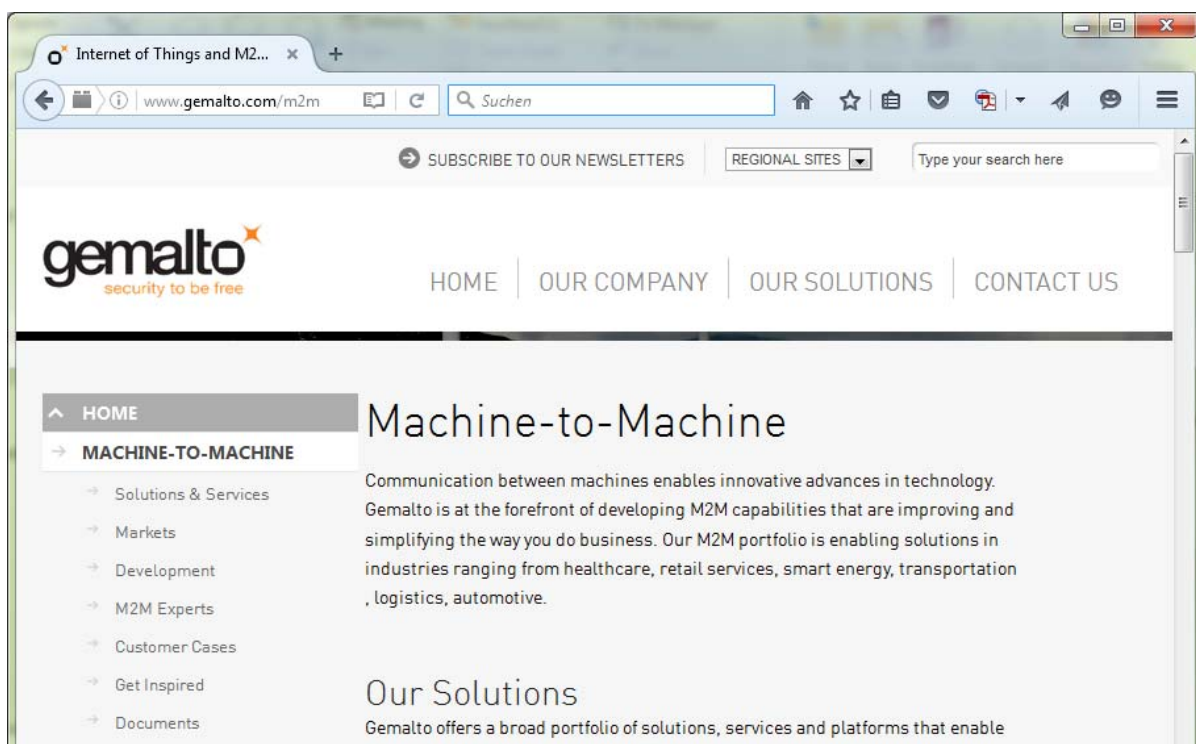 Internet of Things and M2...
www.gemalto.com/m2m
Suchen
SUBSCRIBE TO OUR NEWSLETTERS
REGIONAL SITES
Type your search here
gemalto
security to be free
HOME
OUR COMPANY
OUR SOLUTIONS
CONTACT US
HOME
MACHINE-TO-MACHINE
Solutions & Services
Markets
Development
M2M Experts
Customer Cases
Get Inspired
Documents
Machine-to-Machine
Communication between machines enables innovative advances in technology.
Gemalto is at the forefront of developing M2M capabilities that are improving and
simplifying the way you do business. Our M2M portfolio is enabling solutions in
industries ranging from healthcare, retail services, smart energy, transportation
, logistics, automotive.
Our Solutions
Gemalto offers a broad portfolio of solutions, services and platforms that enable